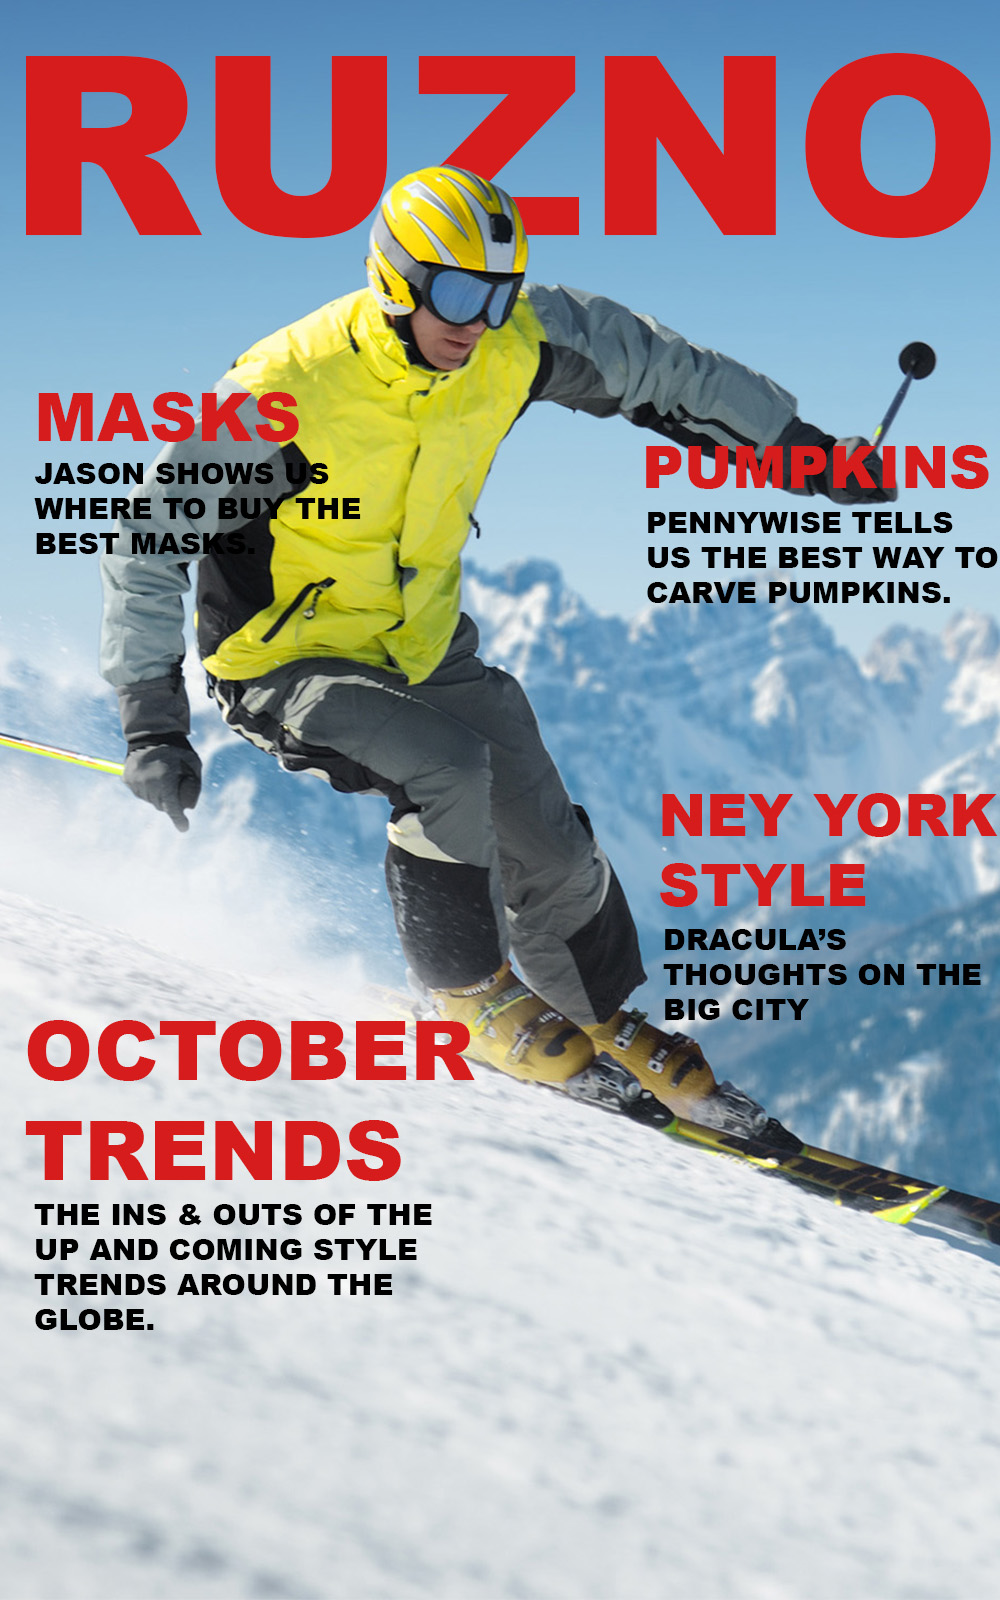 RUZNO
MASKS
JASON SHOWS US
WHERE TO BUY THE
BEST MASKS.
PUMPKINS
PENNYWISE TELLS
US THE BEST WAY TO
CARVE PUMPKINS.
NEY YORK
STYLE
DRACULA’S
THOUGHTS ON THE
BIG CITY
OCTOBER
TRENDS
THE INS & OUTS OF THE
UP AND COMING STYLE
TRENDS AROUND THE
GLOBE.